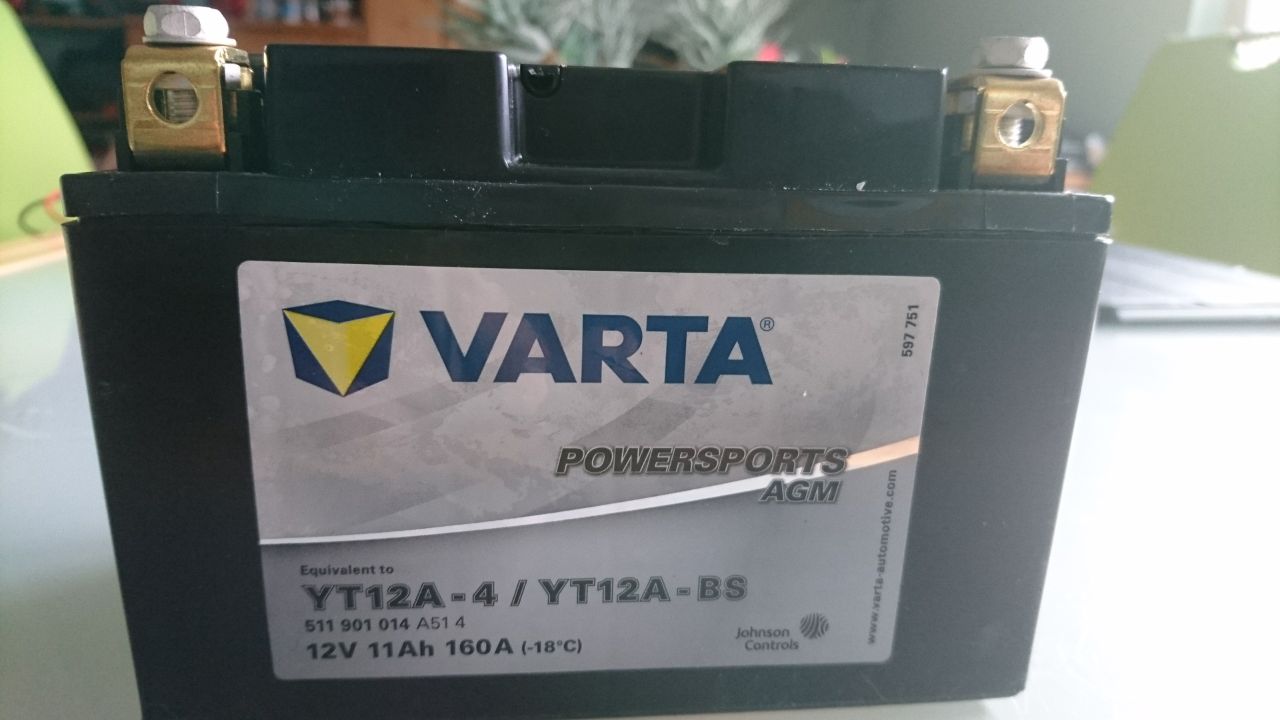 VARTA®
597 751
POWERSPORTS
AGM
www.varta-automotive.com
Equivalent to
YT12A-4 / YT12A-BS
511 901 014 A51 4
12V 11Ah 160A (-18°C)
Johnson
Controls